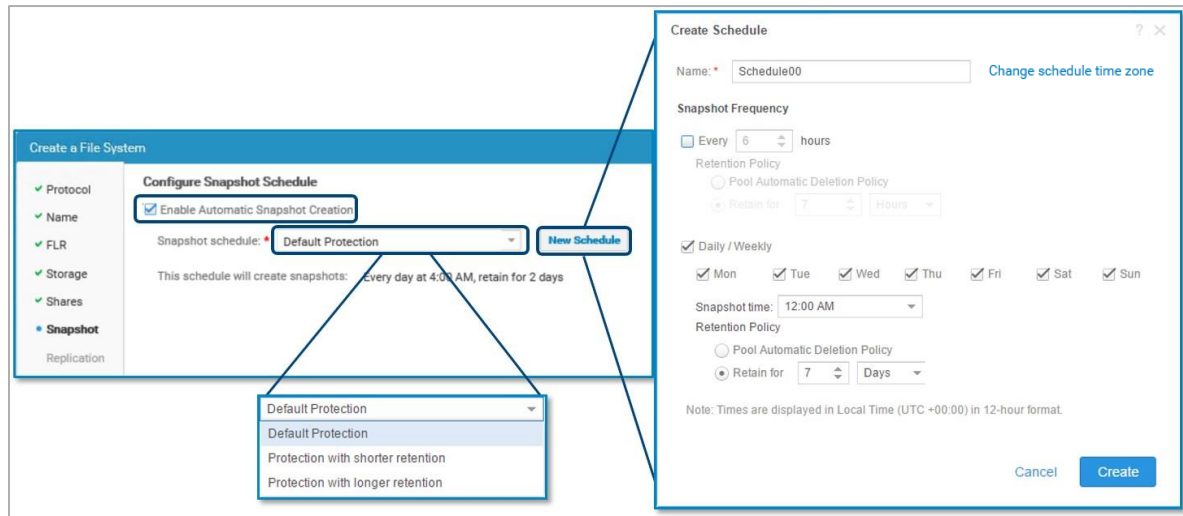 Create a File System
Protocol
Name
FLR
Storage
Shares
Snapshot
Replication
Configure Snapshot Schedule
Enable Automatic Snapshot Creation
Snapshot schedule: * Default Protection New Schedule
This schedule will create snapshots: Every day at 4:00 AM, retain for 2 days
Default Protection
Default Protection
Protection with shorter retention
Protection with longer retention
Create Schedule ?
Name: * Schedule00 Change schedule time zone
Snapshot Frequency
Every 6 hours
Retention Policy
Pool Automatic Deletion Policy
Retain for 7 Hours
Daily / Weekly
Mon Tue Wed Thu Fri Sat Sun
Snapshot time: 12:00 AM
Retention Policy
Pool Automatic Deletion Policy
Retain for 7 Days
Note: Times are displayed in Local Time (UTC +00:00) in 12-hour format.
Cancel Create